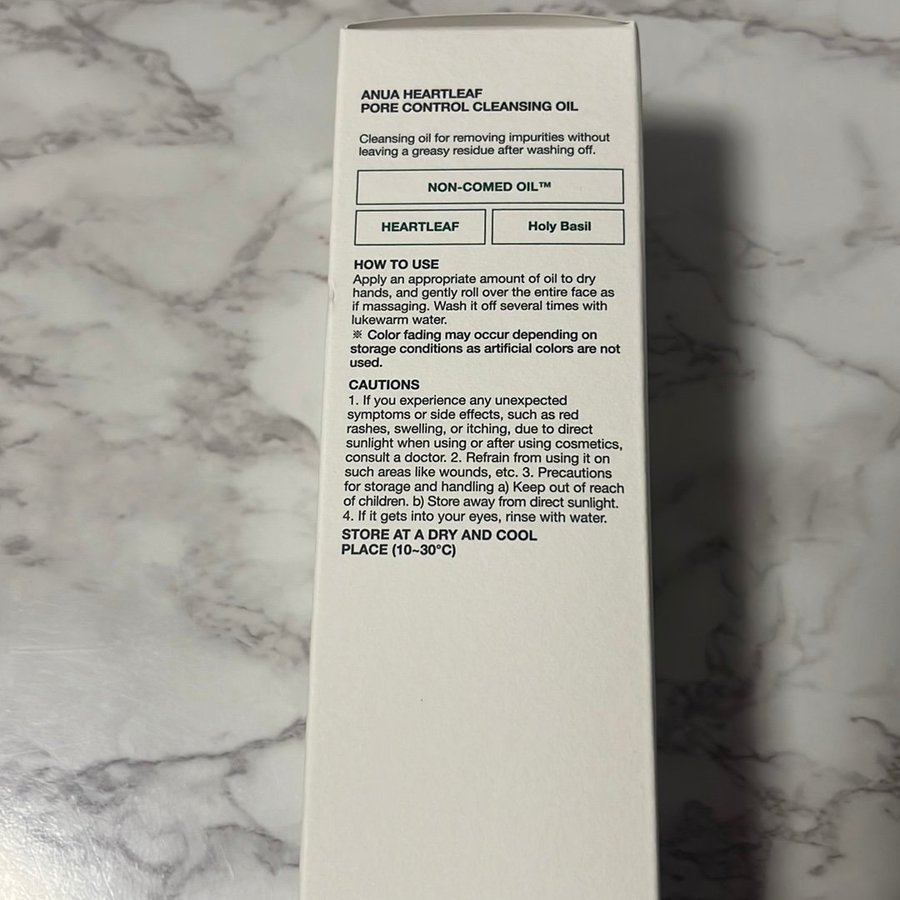 ANUA HEARTLEAF
PORE CONTROL CLEANSING OIL
Cleansing oil for removing impurities without
leaving a greasy residue after washing off.
NON-COMED OIL™
HEARTLEAF Holy Basil
HOW TO USE
Apply an appropriate amount of oil to dry
hands, and gently roll over the entire face as
if massaging. Wash it off several times with
lukewarm water.
※ Color fading may occur depending on
storage conditions as artificial colors are not
used.
CAUTIONS
1. If you experience any unexpected
symptoms or side effects, such as red
rashes, swelling, or itching, due to direct
sunlight when using or after using cosmetics,
consult a doctor. 2. Refrain from using it on
such areas like wounds, etc. 3. Precautions
for storage and handling a) Keep out of reach
of children. b) Store away from direct sunlight.
4. If it gets into your eyes, rinse with water.
STORE AT A DRY AND COOL
PLACE (10~30°C)